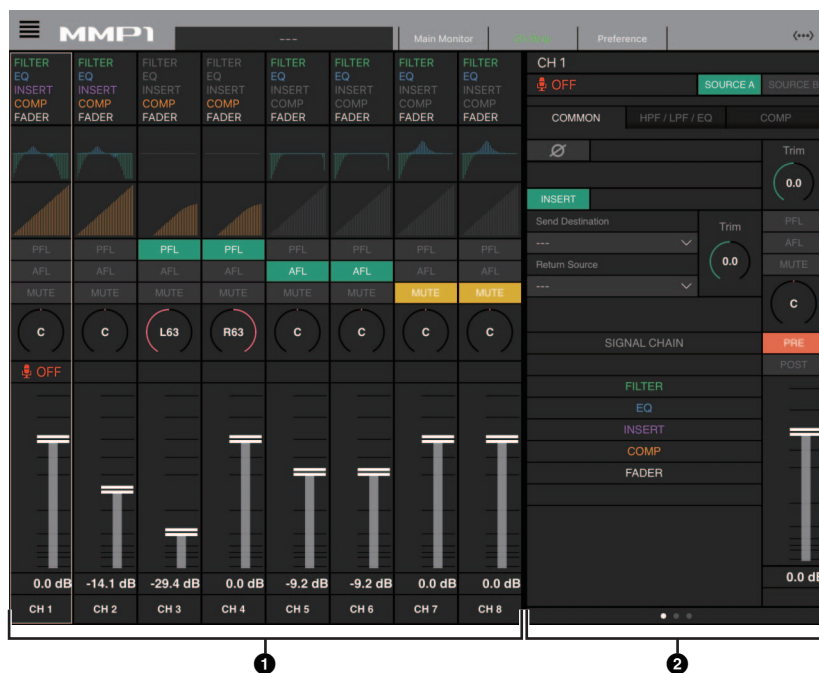 MMP1
---
Main Monitor
Preference
FILTER FILTER FILTER FILTER FILTER FILTER FILTER FILTER
EQ EQ EQ EQ EQ EQ EQ EQ
INSERT INSERT INSERT INSERT INSERT INSERT INSERT INSERT
COMP COMP COMP COMP COMP COMP COMP COMP
FADER FADER FADER FADER FADER FADER FADER FADER
PFL PFL PFL PFL PFL PFL PFL PFL
AFL AFL AFL AFL AFL AFL AFL AFL
MUTE MUTE MUTE MUTE MUTE MUTE MUTE MUTE
C C L63 R63 C C C C
OFF
0.0 dB -14.1 dB -29.4 dB 0.0 dB -9.2 dB -9.2 dB 0.0 dB 0.0 dB
CH 1 CH 2 CH 3 CH 4 CH 5 CH 6 CH 7 CH 8
CH 1
OFF SOURCE A SOURCE B
COMMON HPF / LPF / EQ COMP
Ø
Trim
0.0
INSERT
Send Destination
---
Return Source
---
Trim
0.0
PFL
AFL
MUTE
C
SIGNAL CHAIN
PRE
POST
FILTER
EQ
INSERT
COMP
FADER
0.0 dB
1
2